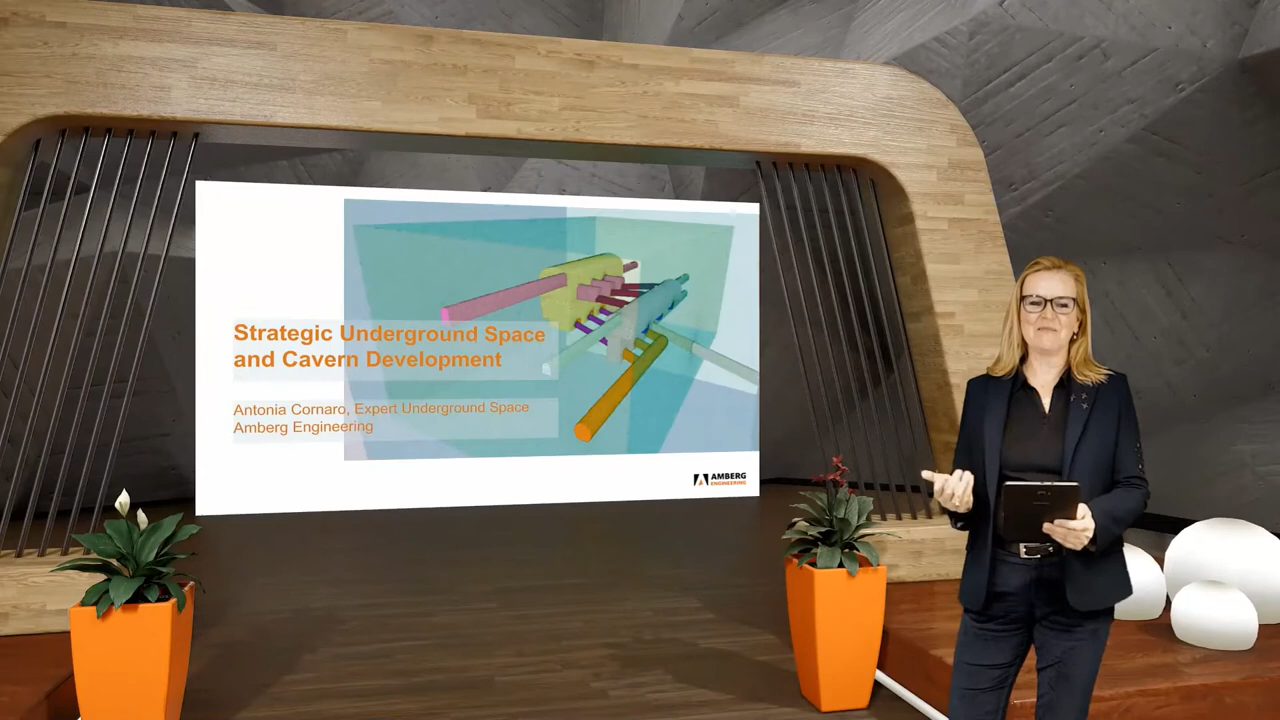 Strategic Underground Space
and Cavern Development
Antonia Cornaro, Expert Underground Space
Amberg Engineering
AMBERG
ENGINEERING